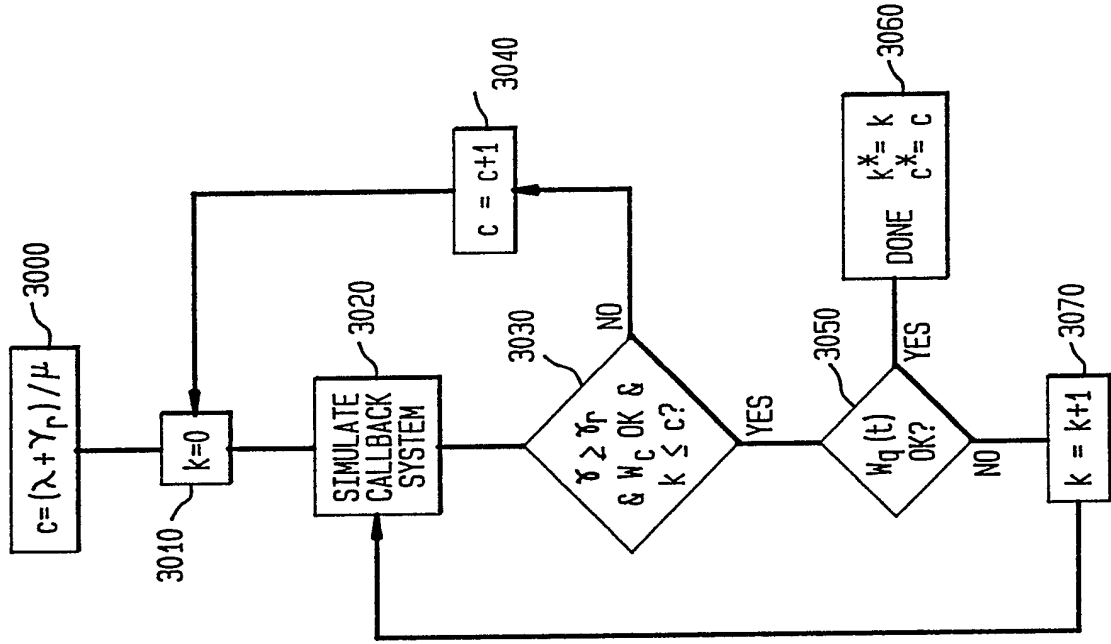 c=(λ+γr)/μ
3000
k=0
3010
SIMULATE
CALLBACK
SYSTEM
3020
γ ≥ γr
& Wc OK &
k ≤ c?
3030
NO
c = c+1
3040
YES
Wq(t)
OK?
3050
YES
DONE k*= k
c*= c
3060
NO
k = k+1
3070